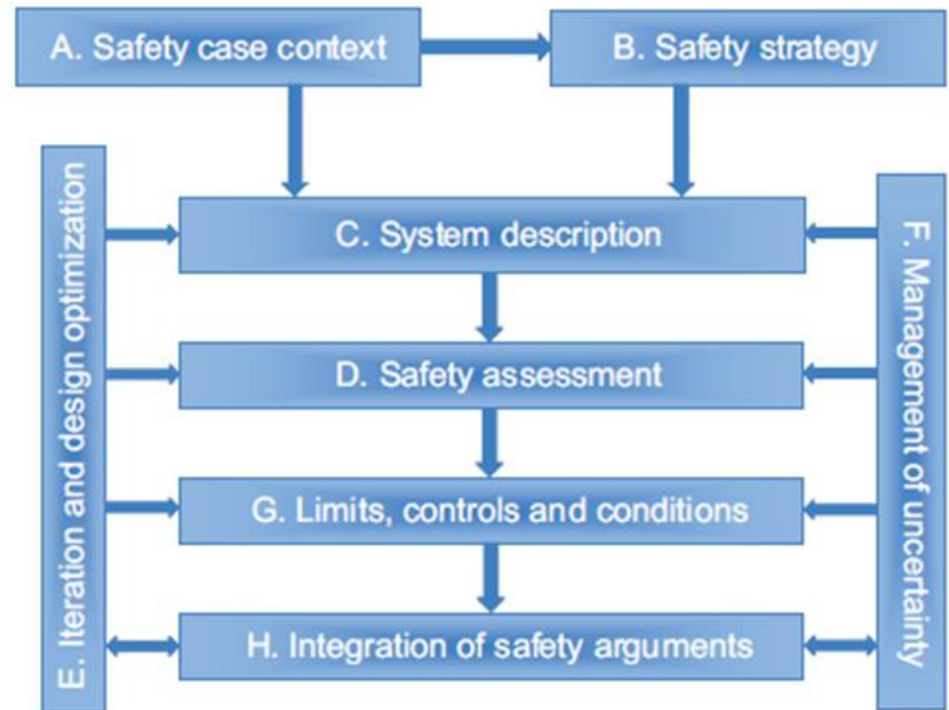 A. Safety case context
B. Safety strategy
C. System description
D. Safety assessment
G. Limits, controls and conditions
H. Integration of safety arguments
E. Iteration and design optimization
F. Management of uncertainty